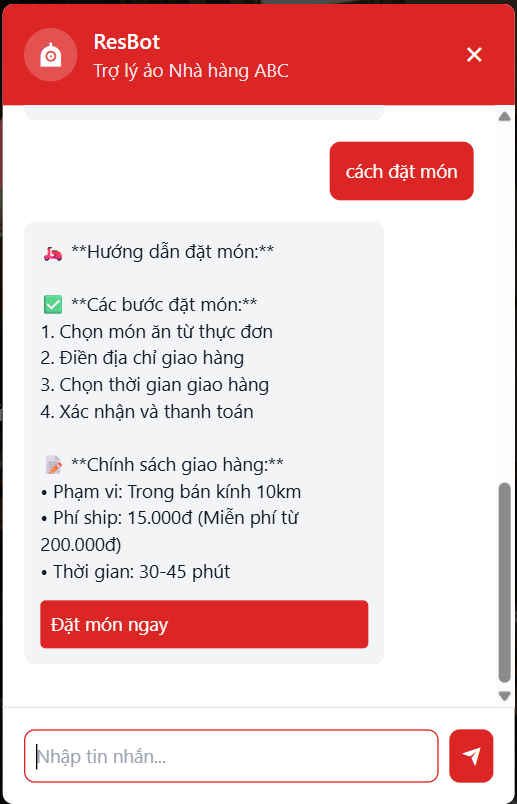 ResBot
Trợ lý ảo Nhà hàng ABC
cách đặt món
**Hướng dẫn đặt món:**
**Các bước đặt món:**
1. Chọn món ăn từ thực đơn
2. Điền địa chỉ giao hàng
3. Chọn thời gian giao hàng
4. Xác nhận và thanh toán
**Chính sách giao hàng:**
• Phạm vi: Trong bán kính 10km
• Phí ship: 15.000đ (Miễn phí từ
200.000đ)
• Thời gian: 30-45 phút
Đặt món ngay
Nhập tin nhắn...